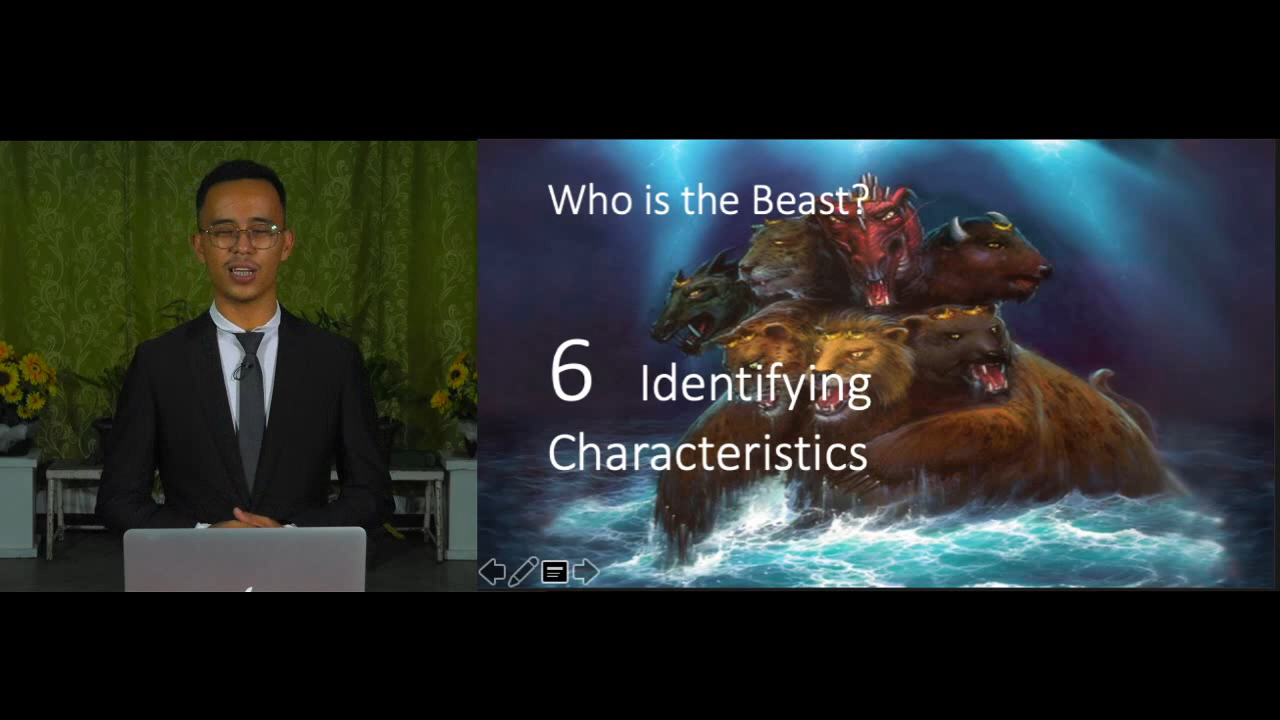 Who is the Beast?
6 Identifying
Characteristics